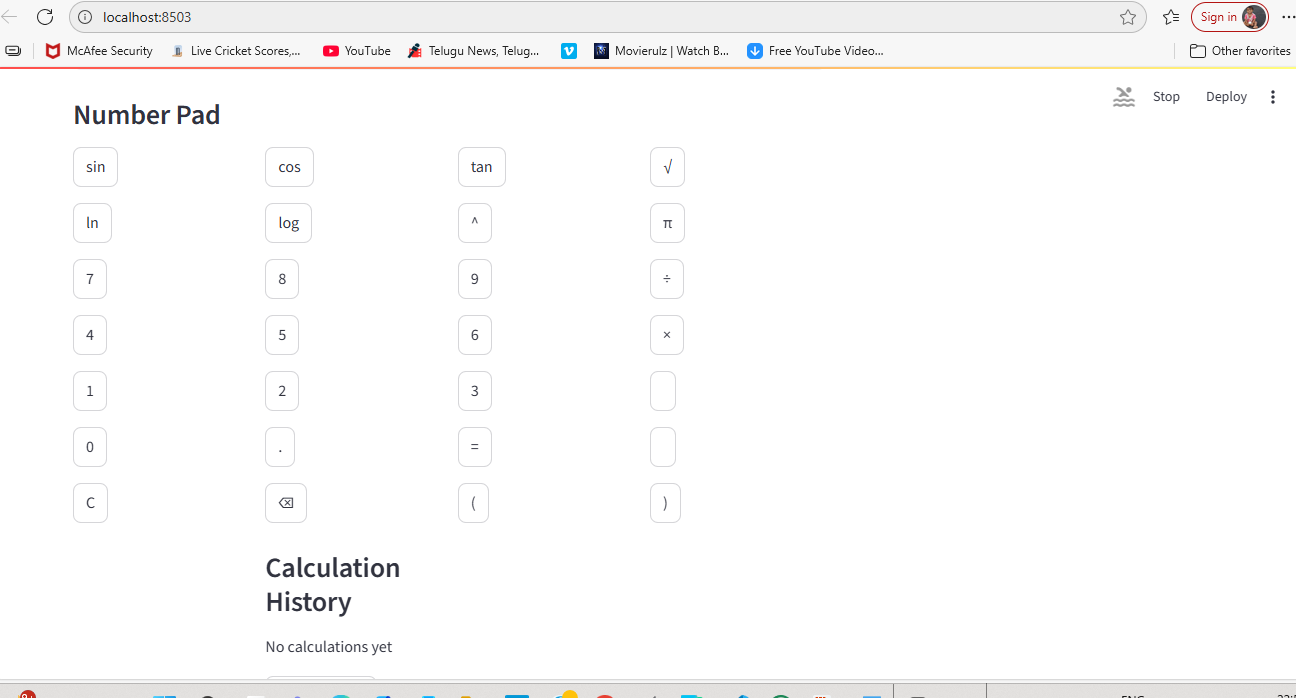 localhost:8503
Sign in
McAfee Security Live Cricket Scores,... YouTube Telugu News, Telug... Movierulz | Watch B... Free YouTube Video... Other favorites
Stop Deploy
Number Pad
sin cos tan √
ln log ^ π
7 8 9 ÷
4 5 6 ×
1 2 3
0 . =
C ⌫ ( )
Calculation
History
No calculations yet